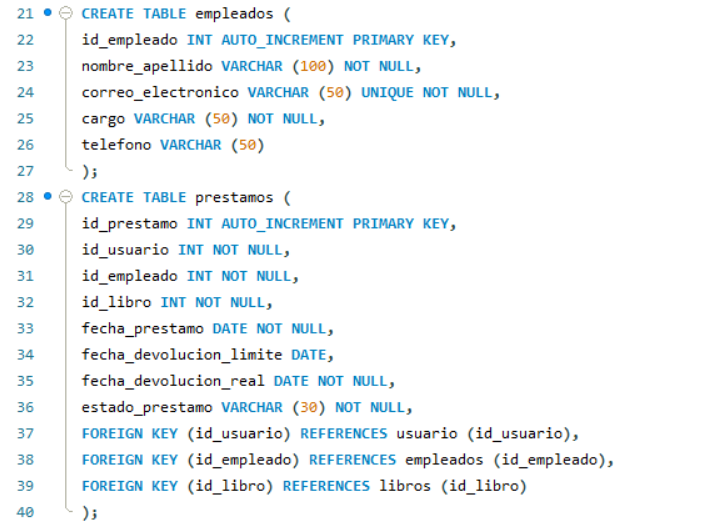 21 CREATE TABLE empleados (
22 id_empleado INT AUTO_INCREMENT PRIMARY KEY,
23 nombre_apellido VARCHAR (100) NOT NULL,
24 correo_electronico VARCHAR (50) UNIQUE NOT NULL,
25 cargo VARCHAR (50) NOT NULL,
26 telefono VARCHAR (50)
27 );
28 CREATE TABLE prestamos (
29 id_prestamo INT AUTO_INCREMENT PRIMARY KEY,
30 id_usuario INT NOT NULL,
31 id_empleado INT NOT NULL,
32 id_libro INT NOT NULL,
33 fecha_prestamo DATE NOT NULL,
34 fecha_devolucion_limite DATE,
35 fecha_devolucion_real DATE NOT NULL,
36 estado_prestamo VARCHAR (30) NOT NULL,
37 FOREIGN KEY (id_usuario) REFERENCES usuario (id_usuario),
38 FOREIGN KEY (id_empleado) REFERENCES empleados (id_empleado),
39 FOREIGN KEY (id_libro) REFERENCES libros (id_libro)
40 );